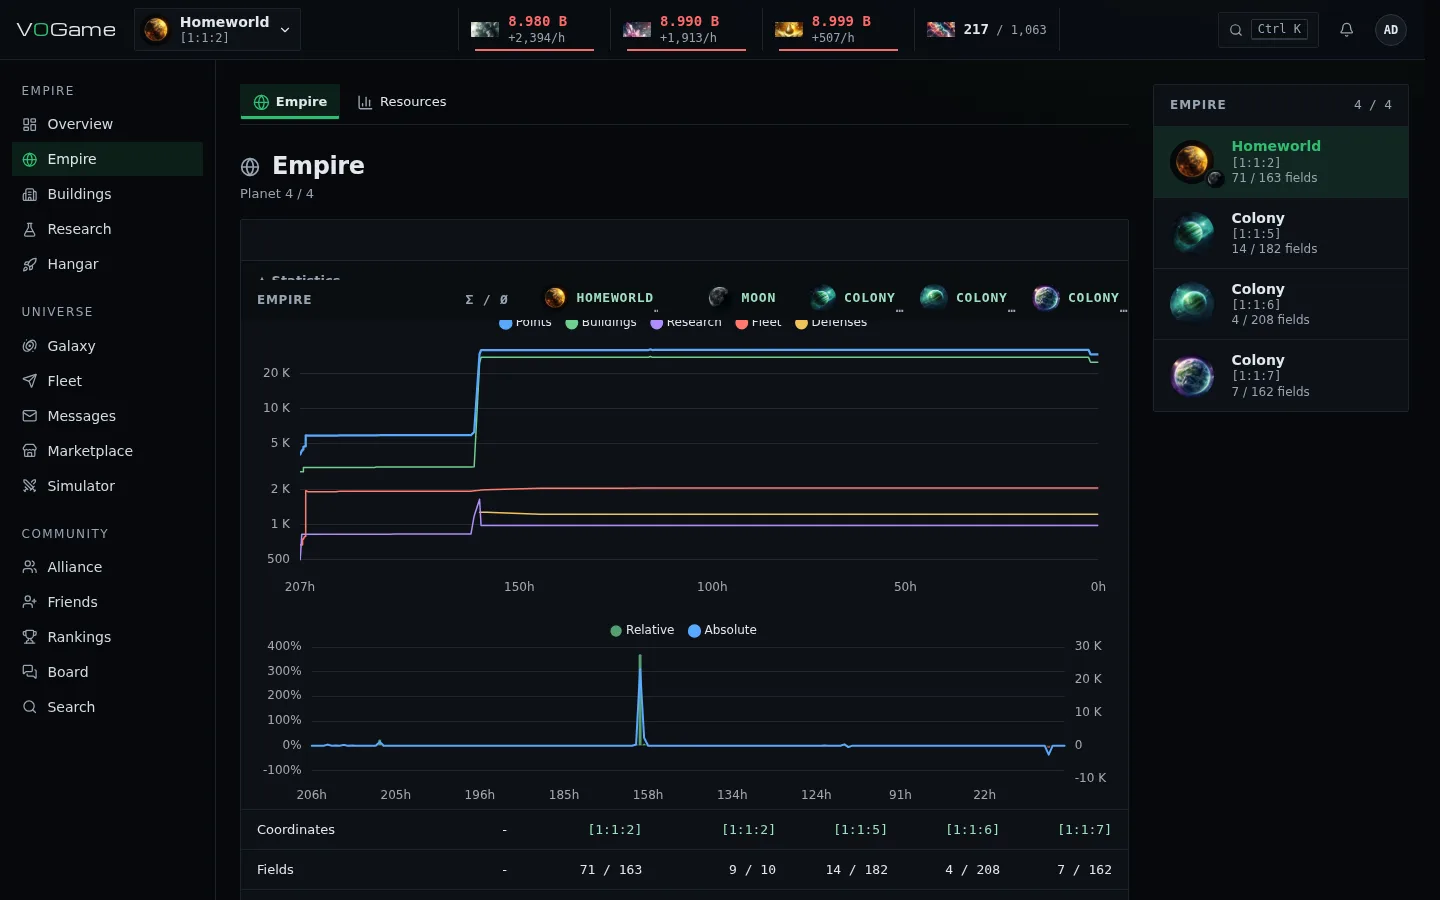 VOGame
Homeworld
[1:1:2]
8.980 B
+2,394/h
8.990 B
+1,913/h
8.999 B
+507/h
217 / 1,063
Ctrl K
AD
EMPIRE
Overview
Empire
Buildings
Research
Hangar
UNIVERSE
Galaxy
Fleet
Messages
Marketplace
Simulator
COMMUNITY
Alliance
Friends
Rankings
Board
Search
Empire
Resources
Empire
Planet 4 / 4
Statistics
EMPIRE Σ / Ø HOMEWORLD… MOON COLONY… COLONY… COLONY…
Points Buildings Research Fleet Defenses
20 K
10 K
5 K
2 K
1 K
500
207h 150h 100h 50h 0h
Relative Absolute
400% 30 K
300% 20 K
200%
100% 10 K
0% 0
-100% -10 K
206h 205h 196h 185h 158h 134h 124h 91h 22h
Coordinates - [1:1:2] [1:1:2] [1:1:5] [1:1:6] [1:1:7]
Fields - 71 / 163 9 / 10 14 / 182 4 / 208 7 / 162
EMPIRE 4 / 4
Homeworld
[1:1:2]
71 / 163 fields
Colony
[1:1:5]
14 / 182 fields
Colony
[1:1:6]
4 / 208 fields
Colony
[1:1:7]
7 / 162 fields